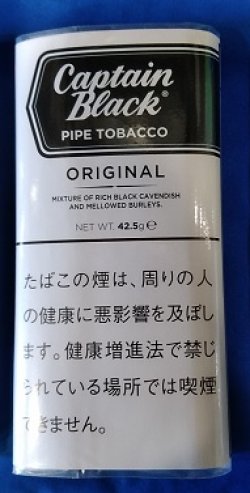 Captain
Black®
PIPE TOBACCO
ORIGINAL
MIXTURE OF RICH BLACK CAVENDISH
AND MELLOWED BURLEYS.
NET WT. 42.5g ℮
たばこの煙は、周りの人
の健康に悪影響を及ぼし
ます。健康増進法で禁じ
られている場所では喫煙
できません。